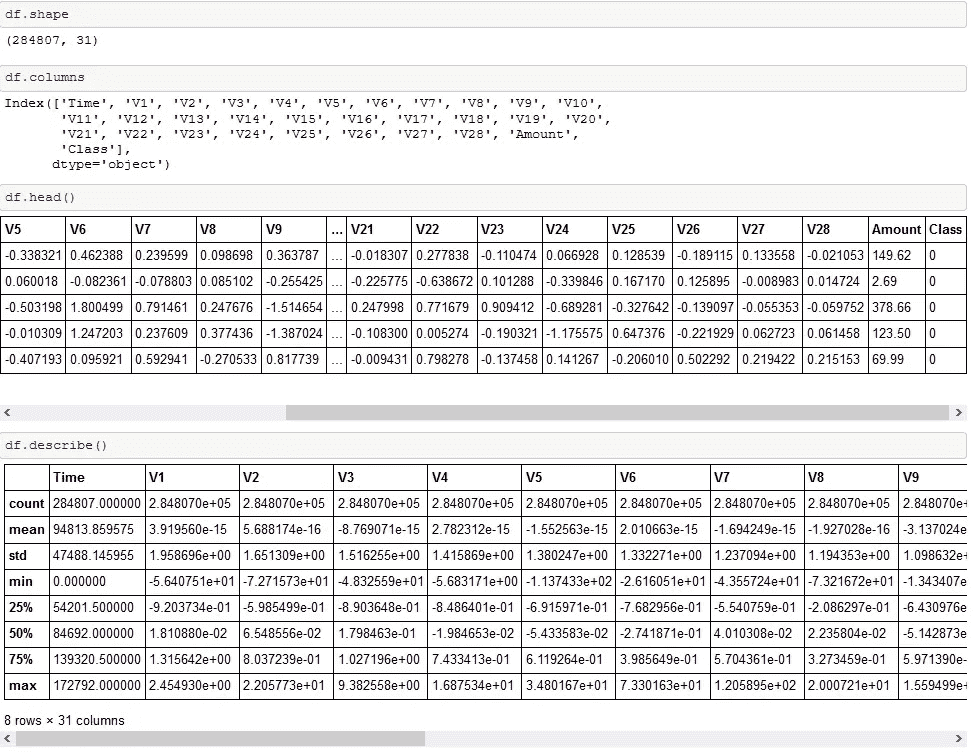 df.shape
(284807, 31)
df.columns
Index(['Time', 'V1', 'V2', 'V3', 'V4', 'V5', 'V6', 'V7', 'V8', 'V9', 'V10',
'V11', 'V12', 'V13', 'V14', 'V15', 'V16', 'V17', 'V18', 'V19', 'V20',
'V21', 'V22', 'V23', 'V24', 'V25', 'V26', 'V27', 'V28', 'Amount',
'Class'],
dtype='object')
df.head()
V5 V6 V7 V8 V9 ... V21 V22 V23 V24 V25 V26 V27 V28 Amount Class
-0.338321 0.462388 0.239599 0.098698 0.363787 ... -0.018307 0.277838 -0.110474 0.066928 0.128539 -0.189115 0.133558 -0.021053 149.62 0
0.060018 -0.082361 -0.078803 0.085102 -0.255425 ... -0.225775 -0.638672 0.101288 -0.339846 0.167170 0.125895 -0.008983 0.014724 2.69 0
-0.503198 1.800499 0.791461 0.247676 -1.514654 ... 0.247998 0.771679 0.909412 -0.689281 -0.327642 -0.139097 -0.055353 -0.059752 378.66 0
-0.010309 1.247203 0.237609 0.377436 -1.387024 ... -0.108300 0.005274 -0.190321 -1.175575 0.647376 -0.221929 0.062723 0.061458 123.50 0
-0.407193 0.095921 0.592941 -0.270533 0.817739 ... -0.009431 0.798278 -0.137458 0.141267 -0.206010 0.502292 0.219422 0.215153 69.99 0
df.describe()
Time V1 V2 V3 V4 V5 V6 V7 V8 V9
count 284807.000000 2.848070e+05 2.848070e+05 2.848070e+05 2.848070e+05 2.848070e+05 2.848070e+05 2.848070e+05 2.848070e+05 2.848070e+
mean 94813.859575 3.919560e-15 5.688174e-16 -8.769071e-15 2.782312e-15 -1.552563e-15 2.010663e-15 -1.694249e-15 -1.927028e-16 -3.137024e
std 47488.145955 1.958696e+00 1.651309e+00 1.516255e+00 1.415869e+00 1.380247e+00 1.332271e+00 1.237094e+00 1.194353e+00 1.098632e+
min 0.000000 -5.640751e+01 -7.271573e+01 -4.832559e+01 -5.683171e+00 -1.137433e+02 -2.616051e+01 -4.355724e+01 -7.321672e+01 -1.343407e
25% 54201.500000 -9.203734e-01 -5.985499e-01 -8.903648e-01 -8.486401e-01 -6.915971e-01 -7.682956e-01 -5.540759e-01 -2.086297e-01 -6.430976e
50% 84692.000000 1.810880e-02 6.548556e-02 1.798463e-01 -1.984653e-02 -5.433583e-02 -2.741871e-01 4.010308e-02 2.235804e-02 -5.142873e
75% 139320.500000 1.315642e+00 8.037239e-01 1.027196e+00 7.433413e-01 6.119264e-01 3.985649e-01 5.704361e-01 3.273459e-01 5.971390e-
max 172792.000000 2.454930e+00 2.205773e+01 9.382558e+00 1.687534e+01 3.480167e+01 7.330163e+01 1.205895e+02 2.000721e+01 1.559499e+
8 rows × 31 columns